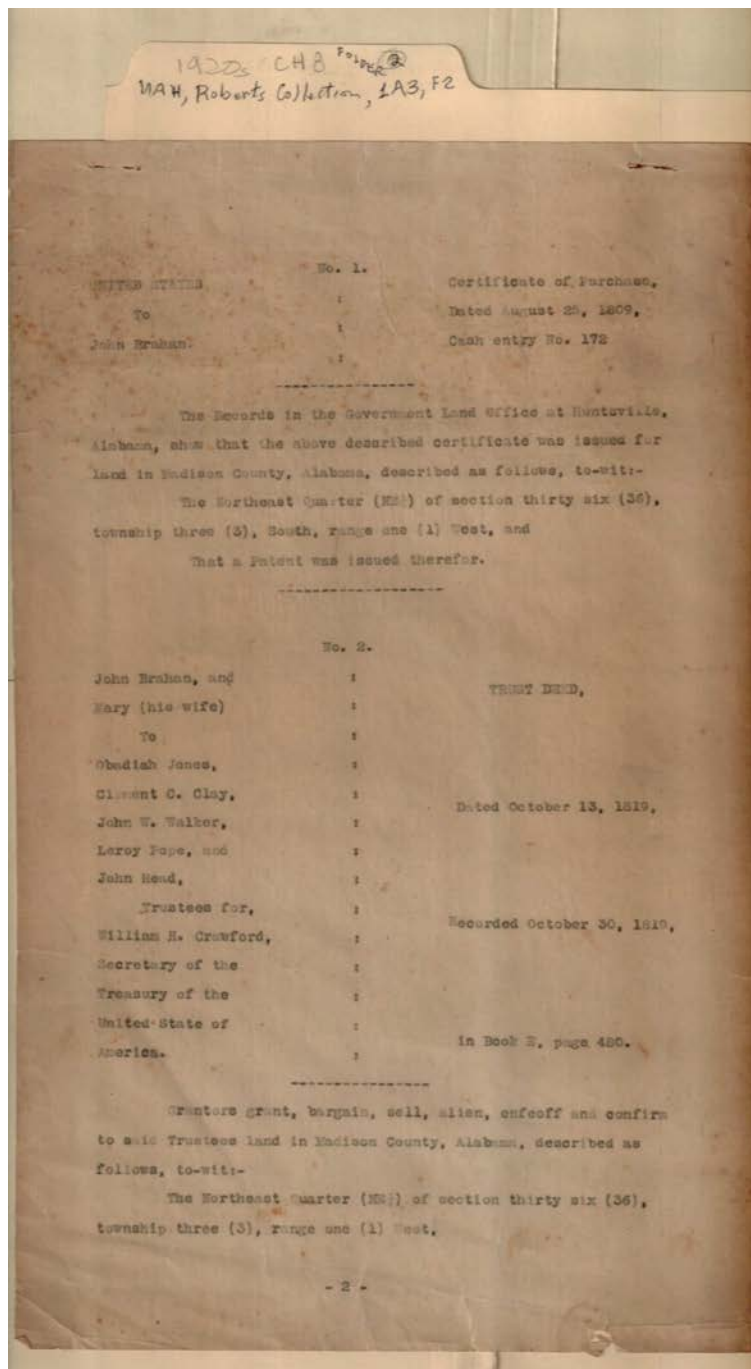 1920s CH8 FOLDER 2
UAH, Roberts Collection, 1A3, F2
No. 1.
UNITED STATES : Certificate of Purchase,
To Dated August 25, 1809,
: 
John Brahan. Cash entry No. 172
:
---------------
The Records in the Government Land Office at Huntsville,
Alabama, show that the above described certificate was issued for
land in Madison County, Alabama, described as follows, to-wit:-
The Northeast Quarter (NE¼) of section thirty six (36),
township three (3), South, range one (1) West, and
That a Patent was issued therefor.
------------------
No. 2.
John Brahan, and :
TRUST DEED,
Mary (his wife) :
To :
Obadiah Jones, :
Clement C. Clay, :
Dated October 13, 1819,
John W. Walker, :
Leroy Pope, and :
John Read, :
Trustees for, :
Recorded October 30, 1819,
William H. Crawford, :
Secretary of the :
Treasury of the :
United State of :
in Book E, page 480.
America. :
---------------
Grantors grant, bargain, sell, alien, enfeoff and confirm
to said Trustees land in Madison County, Alabama, described as
follows, to-wit:-
The Northeast Quarter (NE¼) of section thirty six (36),
township three (3), range one (1) West,
- 2 -